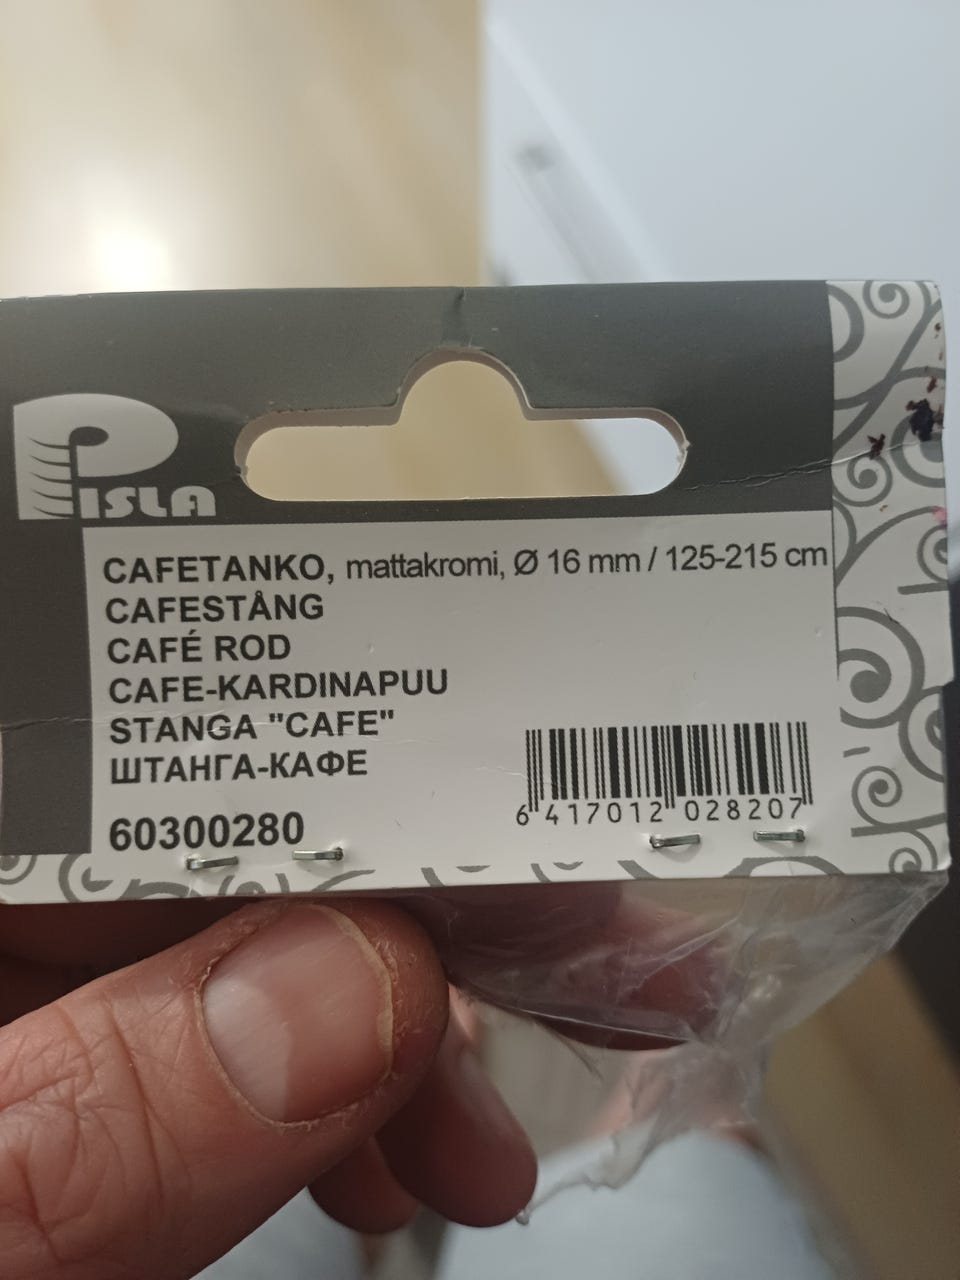 PISLA
CAFETANKO, mattakromi, Ø 16 mm / 125-215 cm
CAFESTÅNG
CAFÉ ROD
CAFE-KARDINAPUU
STANGA "CAFE"
ШТАНГА-КАФЕ
60300280
6 417012 028207